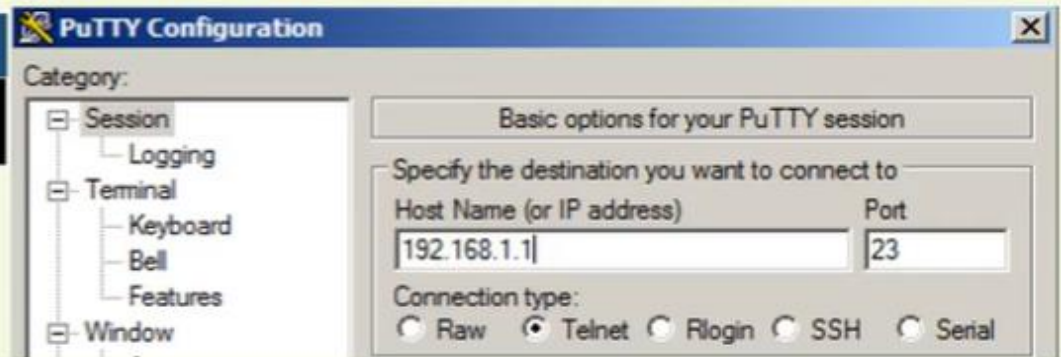 PuTTY Configuration
Category:
Session
Logging
Terminal
Keyboard
Bell
Features
Window
Basic options for your PuTTY session
Specify the destination you want to connect to
Host Name (or IP address) Port
192.168.1.1 23
Connection type:
Raw Telnet Rlogin SSH Serial